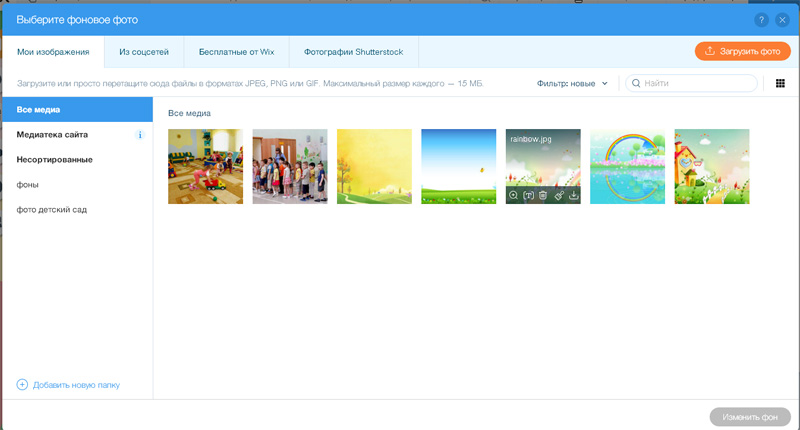 Выберите фоновое фото
?
Мои изображения
Из соцсетей
Бесплатные от Wix
Фотографии Shutterstock
Загрузить фото
Загрузите или просто перетащите сюда файлы в форматах JPEG, PNG или GIF. Максимальный размер каждого — 15 МБ.
Фильтр: новые
Найти
Все медиа
Медиатека сайта
i
Несортированные
фоны
фото детский сад
Добавить новую папку
Все медиа
rainbow.jpg
Изменить фон